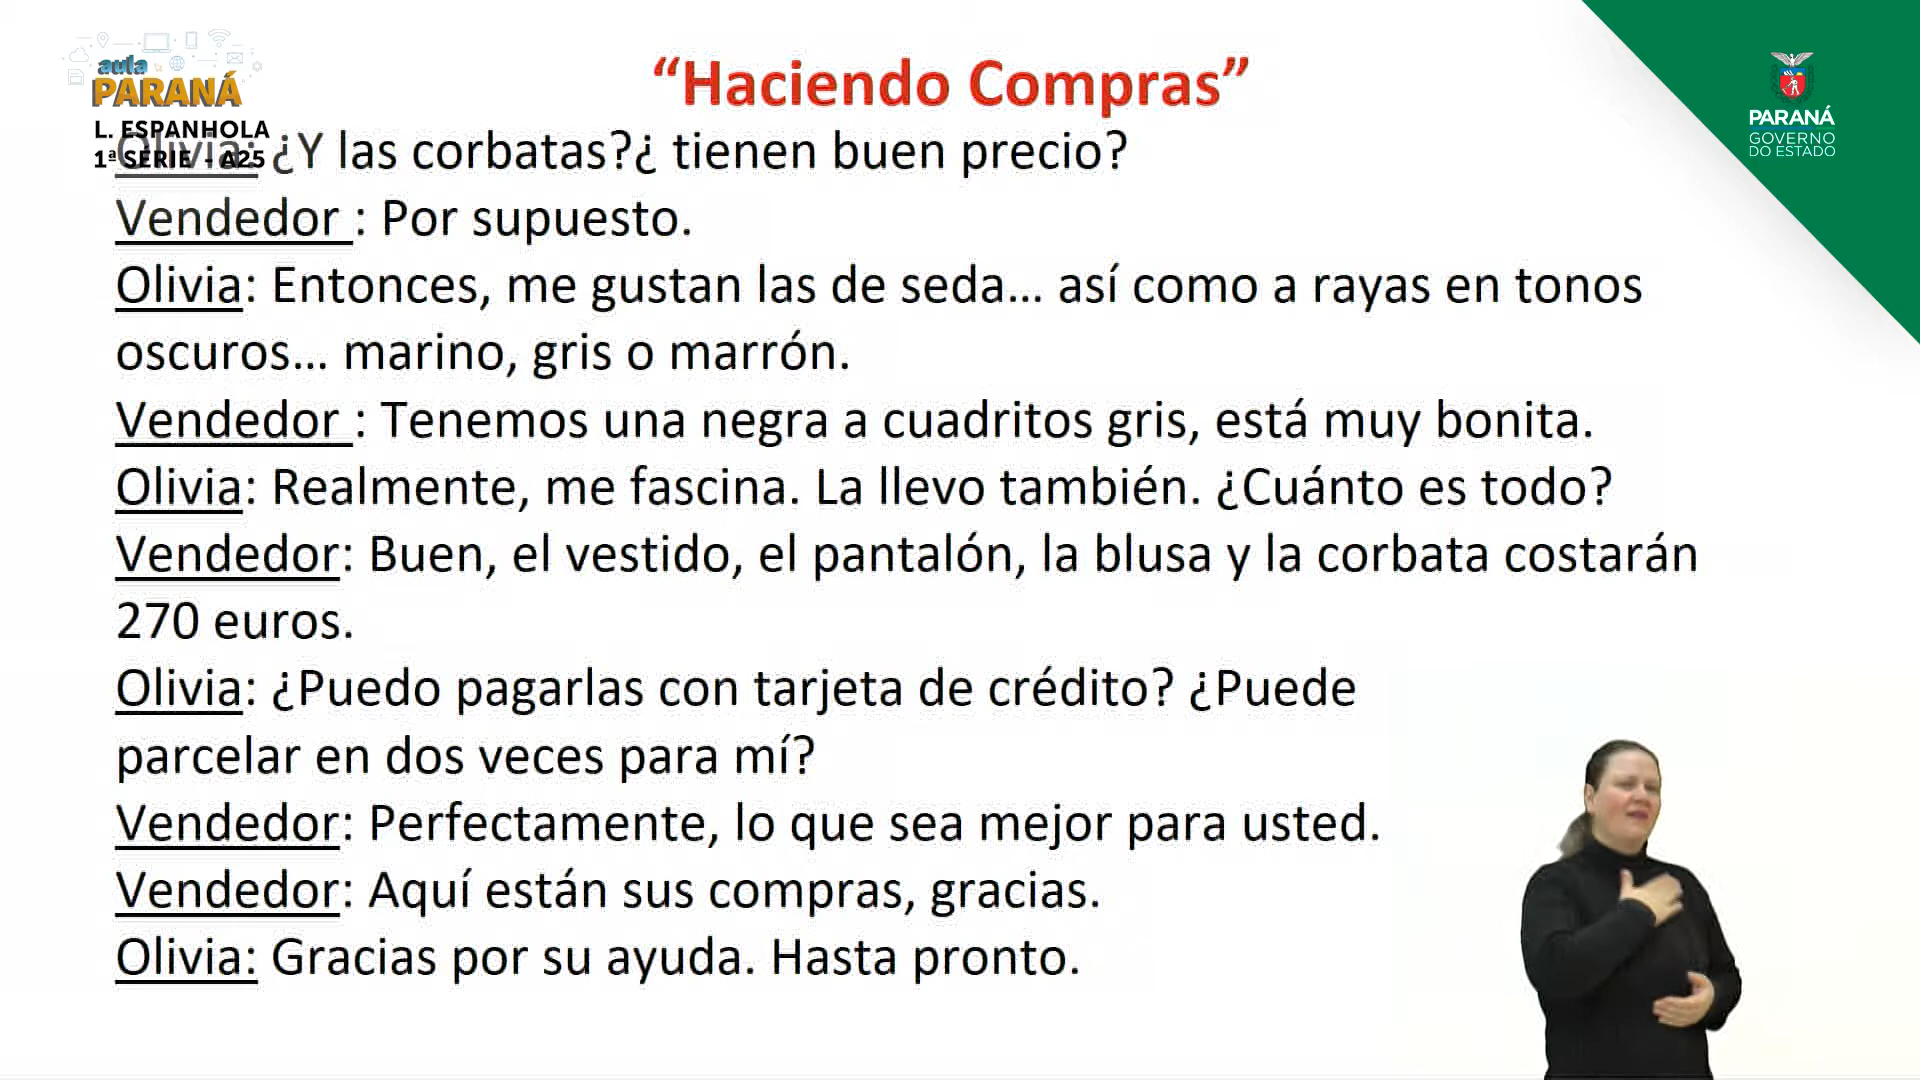 aula
PARANÁ
L. ESPANHOLA
1ª SÉRIE - A25
“Haciendo Compras”
PARANÁ
GOVERNO
DO ESTADO
Olivia: ¿Y las corbatas?¿ tienen buen precio?
Vendedor : Por supuesto.
Olivia: Entonces, me gustan las de seda... así como a rayas en tonos
oscuros... marino, gris o marrón.
Vendedor : Tenemos una negra a cuadritos gris, está muy bonita.
Olivia: Realmente, me fascina. La llevo también. ¿Cuánto es todo?
Vendedor: Buen, el vestido, el pantalón, la blusa y la corbata costarán
270 euros.
Olivia: ¿Puedo pagarlas con tarjeta de crédito? ¿Puede
parcelar en dos veces para mí?
Vendedor: Perfectamente, lo que sea mejor para usted.
Vendedor: Aquí están sus compras, gracias.
Olivia: Gracias por su ayuda. Hasta pronto.